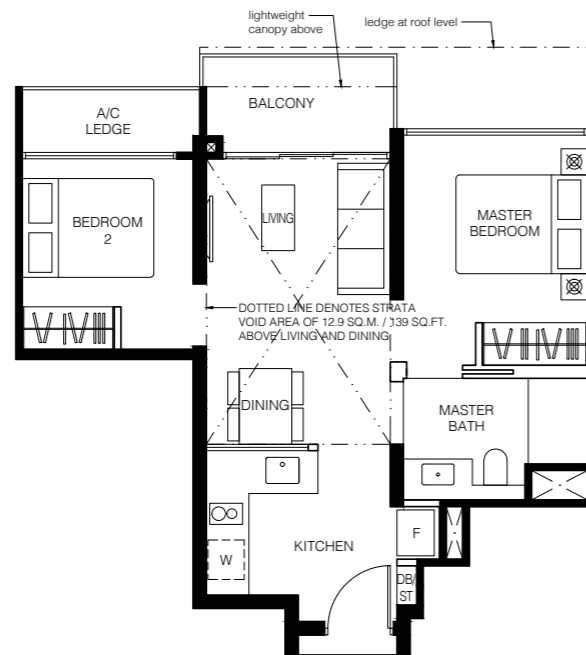 lightweight
canopy above
ledge at roof level
A/C
LEDGE
BALCONY
BEDROOM
2
LIVING
MASTER
BEDROOM
DOTTED LINE DENOTES STRATA
VOID AREA OF 12.9 SQ.M. / 139 SQ.FT.
ABOVE LIVING AND DINING
DINING
MASTER
BATH
KITCHEN
W
F
DB/
ST